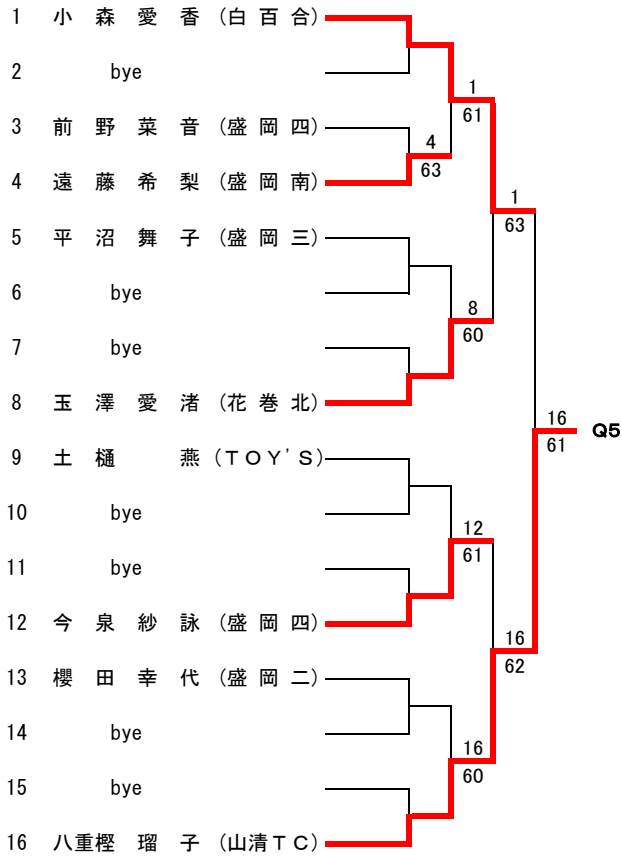 1 小森愛香(白百合)
2 bye
3 前野菜音(盛岡四)
4 遠藤希梨(盛岡南)
5 平沼舞子(盛岡三)
6 bye
7 bye
8 玉澤愛渚(花巻北)
9 土樋 燕(TOY'S)
10 bye
11 bye
12 今泉紗詠(盛岡四)
13 櫻田幸代(盛岡二)
14 bye
15 bye
16 八重樫瑠子(山清TC)
4
63
1
61
8
60
12
61
16
60
1
63
16
62
16
61
Q5